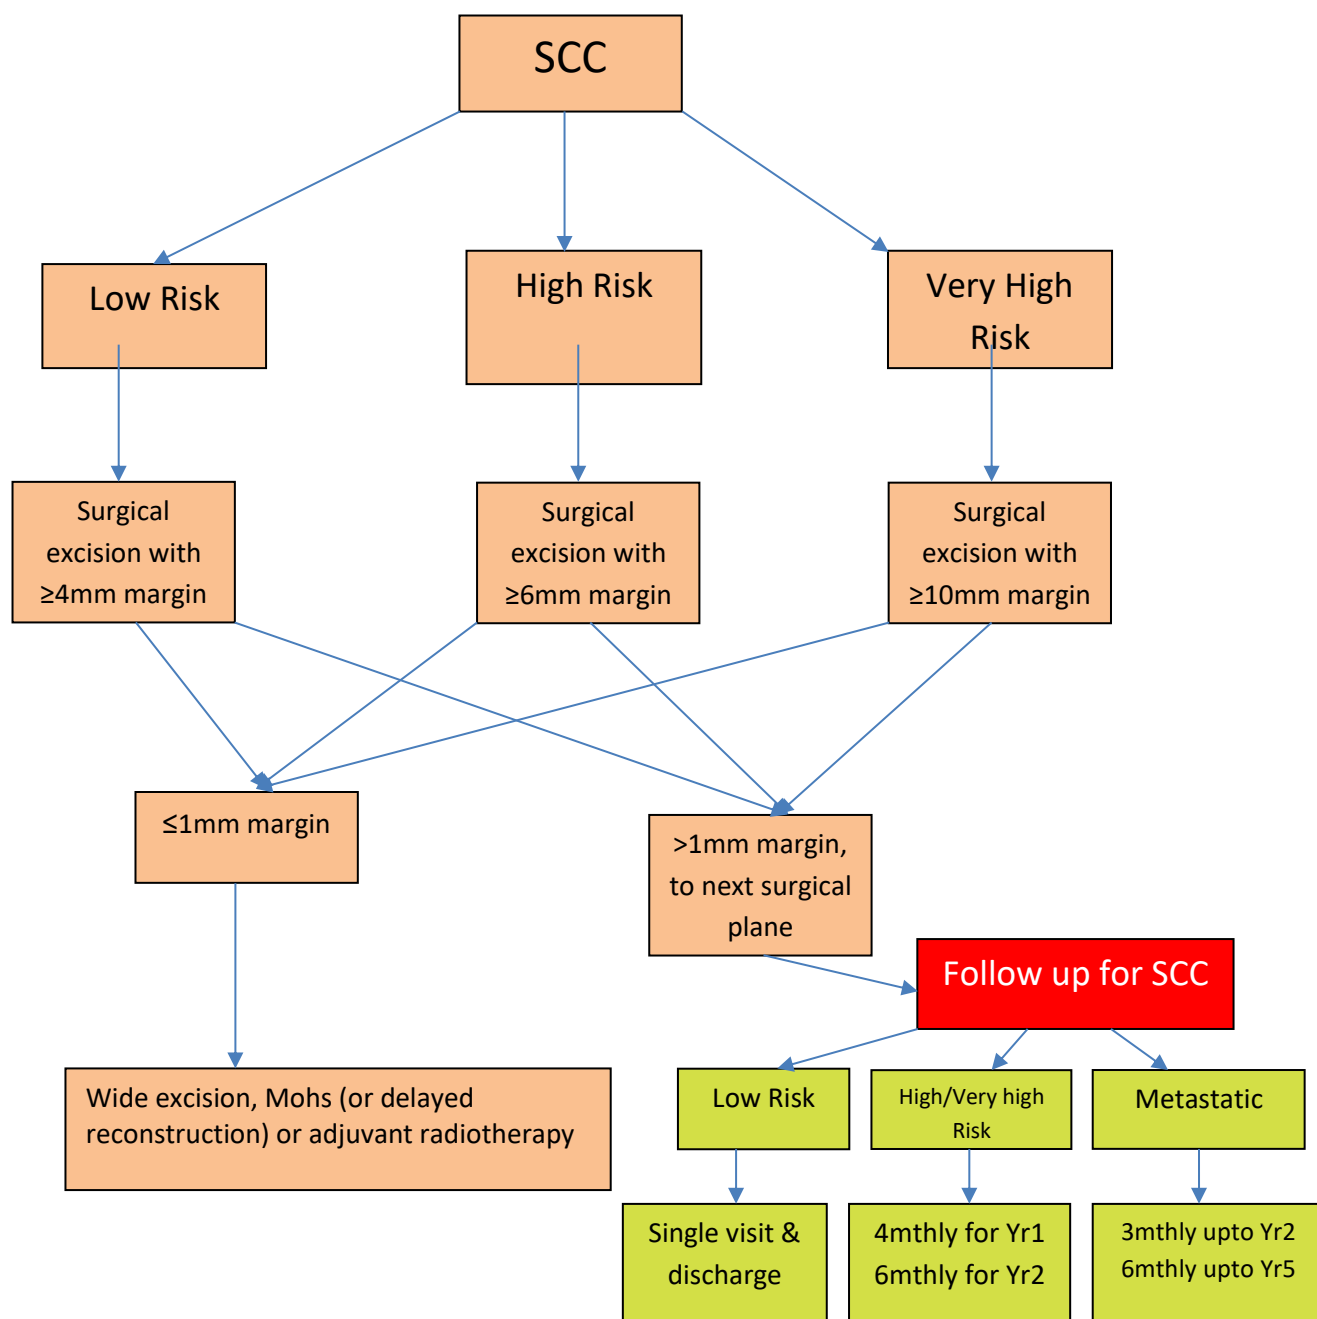 SCC
Low Risk
High Risk
Very High
Risk
Surgical
excision with
≥4mm margin
Surgical
excision with
≥6mm margin
Surgical
excision with
≥10mm margin
≤1mm margin
>1mm margin,
to next surgical
plane
Follow up for SCC
Wide excision, Mohs (or delayed
reconstruction) or adjuvant radiotherapy
Low Risk
High/Very high
Risk
Metastatic
Single visit &
discharge
4mthly for Yr1
6mthly for Yr2
3mthly upto Yr2
6mthly upto Yr5